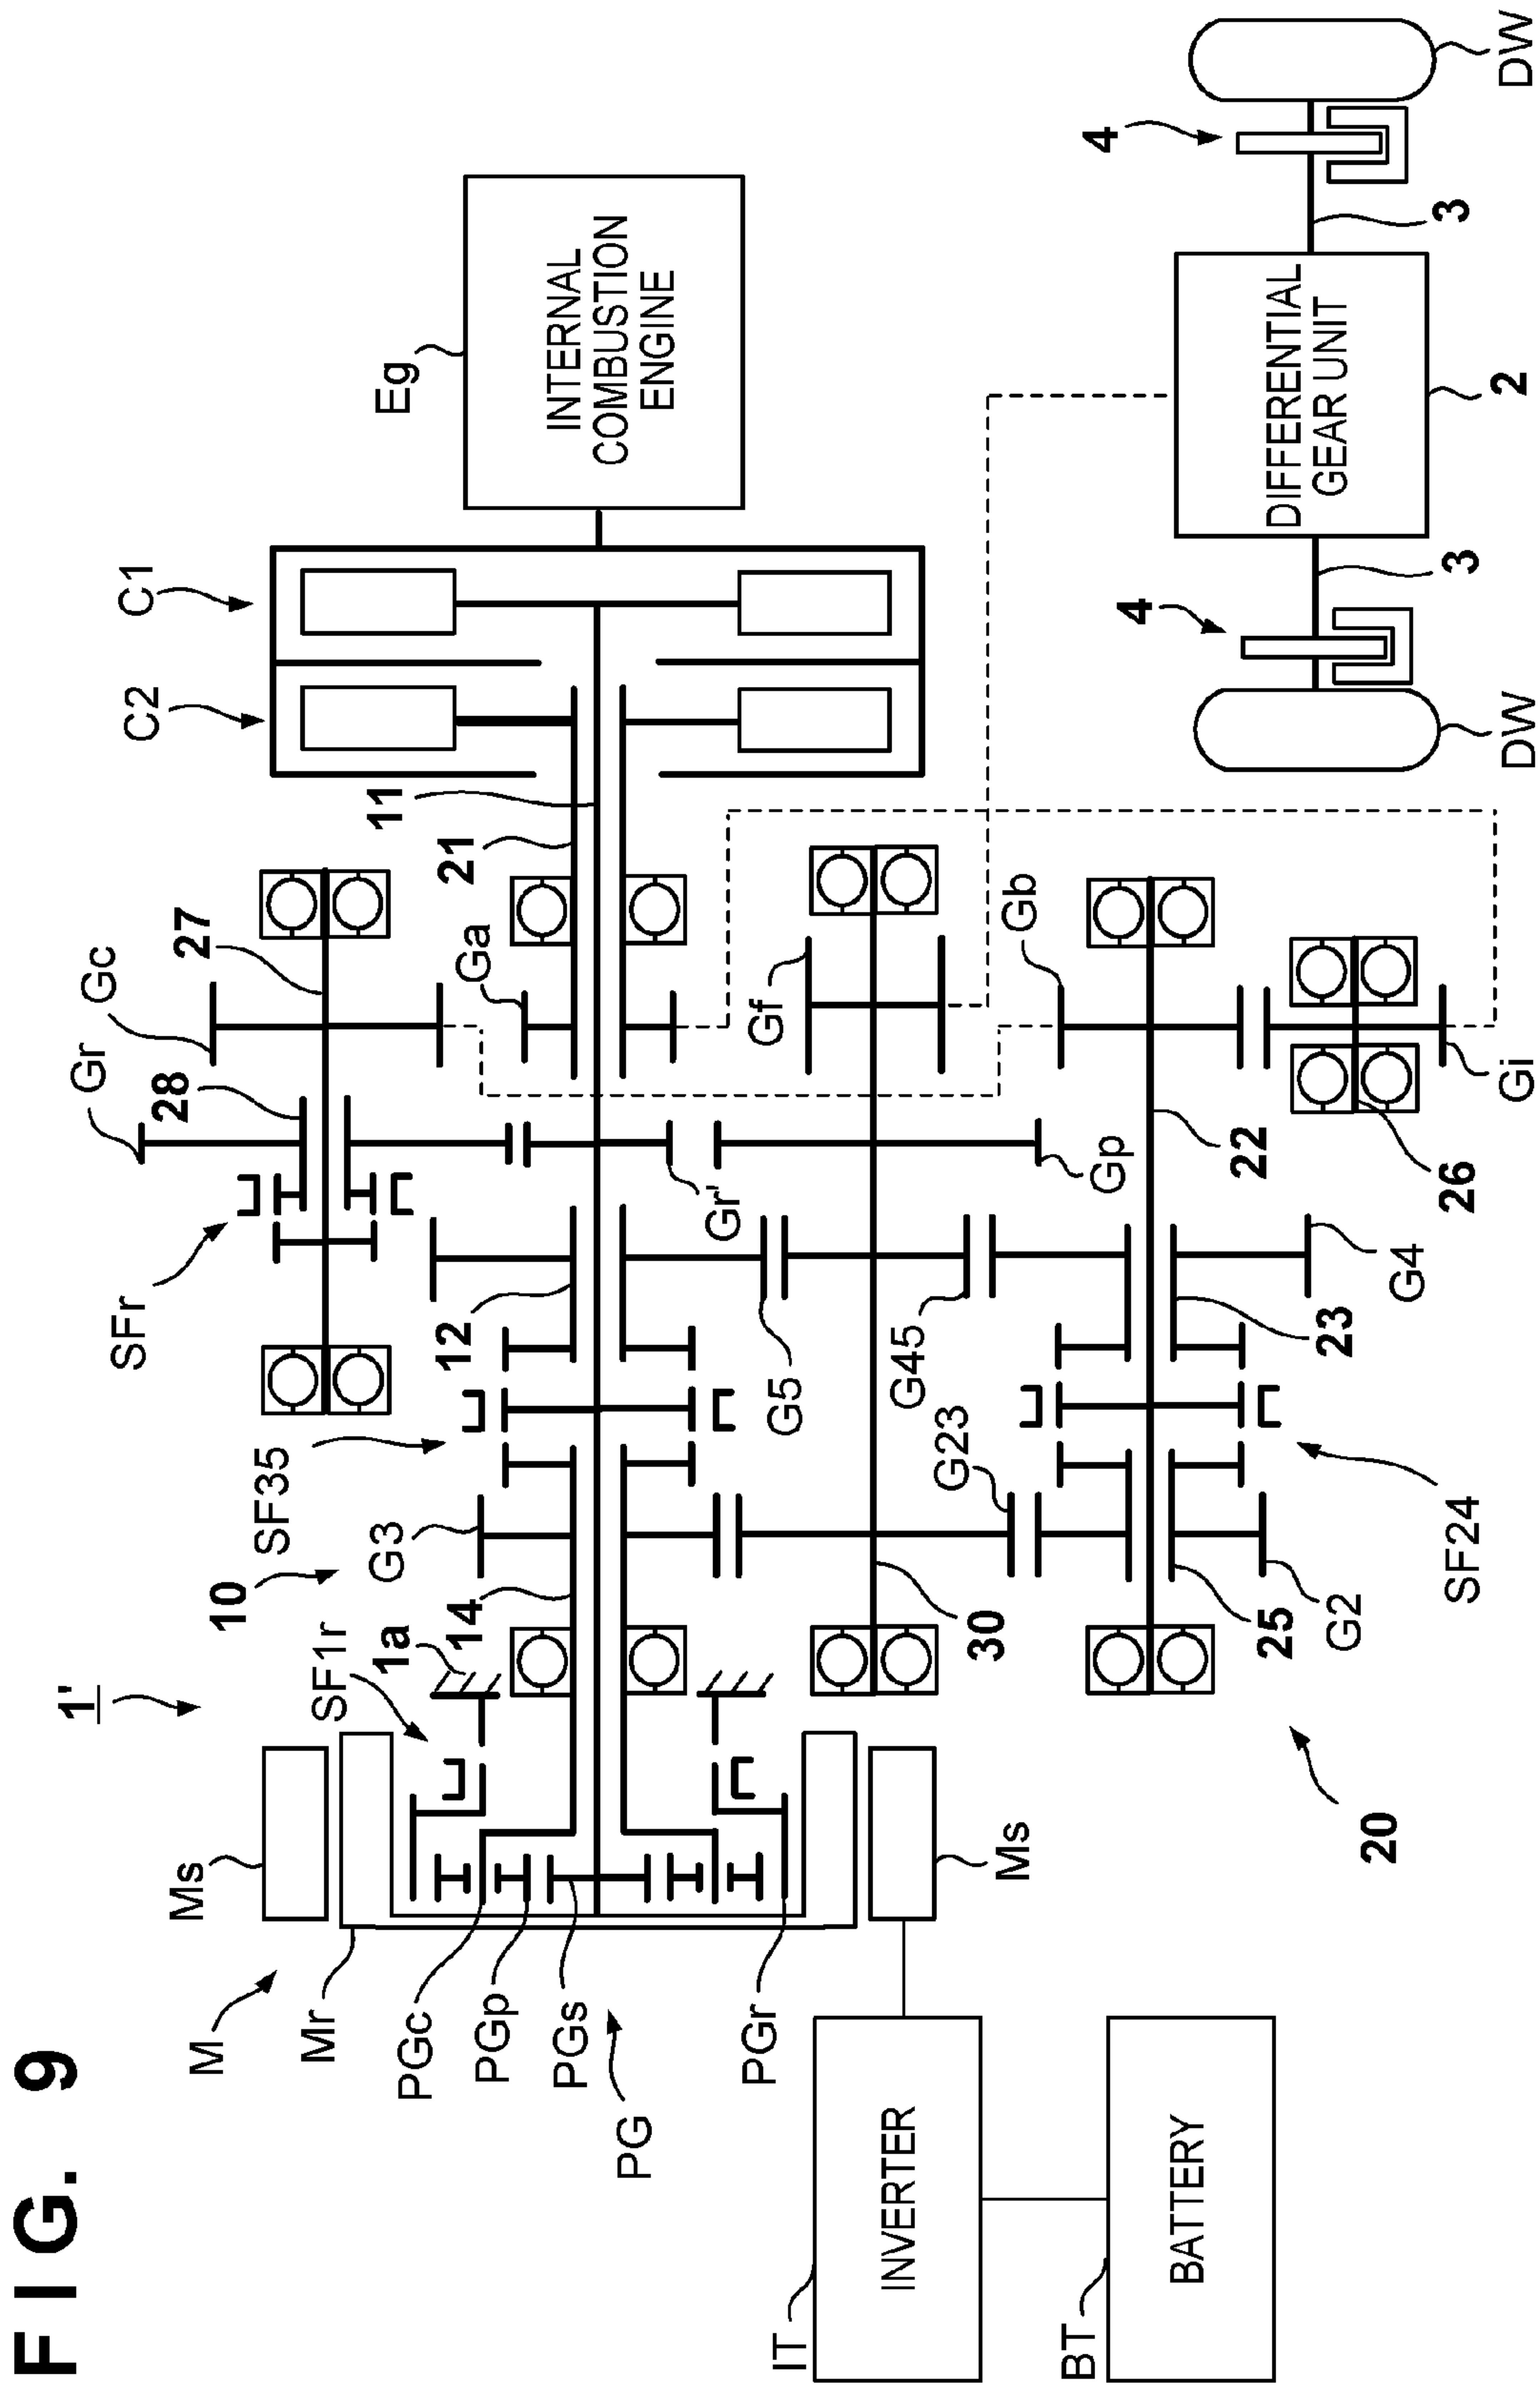 FIG. 9
1'
M
Ms
Mr
PGc
PGp
PGs
PG
PGr
Ms
IT
INVERTER
BT
BATTERY
10
SF1r
1a
14
G3
SF35
12
SFr
Gr
28
Gc
27
Ga
21
11
C2
C1
Eg
INTERNAL
COMBUSTION
ENGINE
Gr'
G5
G45
G23
30
Gp
Gf
Gb
22
26
Gi
G4
23
SF24
G2
25
20
DW
4
3
DIFFERENTIAL
GEAR UNIT
2
3
4
DW